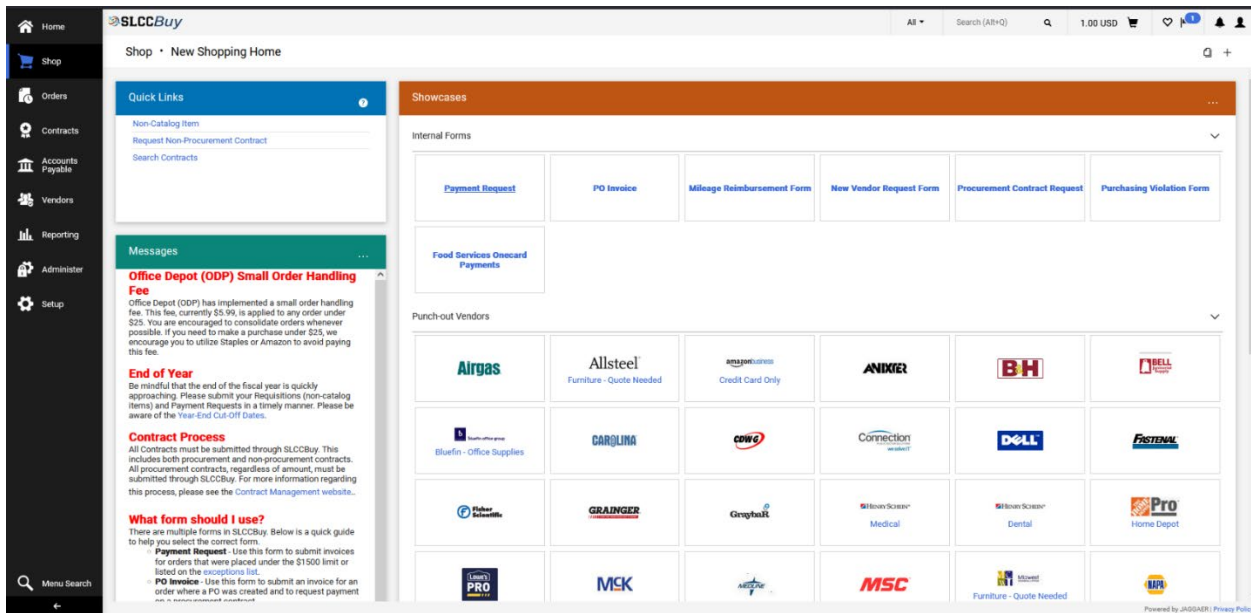 Home
SLCCBuy
All
Search (Alt+Q)
1.00 USD
1
Shop
Shop • New Shopping Home
Orders
Contracts
Accounts
Payable
Vendors
Reporting
Administer
Setup
Menu Search
Quick Links
?
Non-Catalog Item
Request Non-Procurement Contract
Search Contracts
Messages
...
Office Depot (ODP) Small Order Handling
Fee
Office Depot (ODP) has implemented a small order handling
fee. This fee, currently $5.99, is applied to any order under
$25. You are encouraged to consolidate orders whenever
possible. If you need to make a purchase under $25, we
encourage you to utilize Staples or Amazon to avoid paying
this fee.
End of Year
Be mindful that the end of the fiscal year is quickly
approaching. Please submit your Requisitions (non-catalog
items) and Payment Requests in a timely manner. Please be
aware of the Year-End Cut-Off Dates.
Contract Process
All Contracts must be submitted through SLCCBuy. This
includes both procurement and non-procurement contracts.
All procurement contracts, regardless of amount, must be
submitted through SLCCBuy. For more information regarding
this process, please see the Contract Management website..
What form should I use?
There are multiple forms in SLCCBuy. Below is a quick guide
to help you select the correct form.
Payment Request - Use this form to submit invoices
for orders that were placed under the $1500 limit or
listed on the exceptions list.
PO Invoice - Use this form to submit an invoice for an
order where a PO was created and to request payment
on a procurement contract.
Showcases
...
Internal Forms
Payment Request
PO Invoice
Mileage Reimbursement Form
New Vendor Request Form
Procurement Contract Request
Purchasing Violation Form
Food Services Onecard
Payments
Punch-out Vendors
Airgas
Allsteel
Furniture - Quote Needed
amazon business
Credit Card Only
ANIXTER
B&H
BELL
Bluefin - Office Supplies
CAROLINA
CDWG
Connection
we solve IT
DELL
FASTENAL
Fisher
Scientific
GRAINGER
GraybaR
HENRY SCHEIN
Medical
HENRY SCHEIN
Dental
Pro
Home Depot
Lowe's
PRO
MCK
MEDLINE
MSC
Midwest
Furniture - Quote Needed
NAPA
Powered by JAGGAER | Privacy Policy